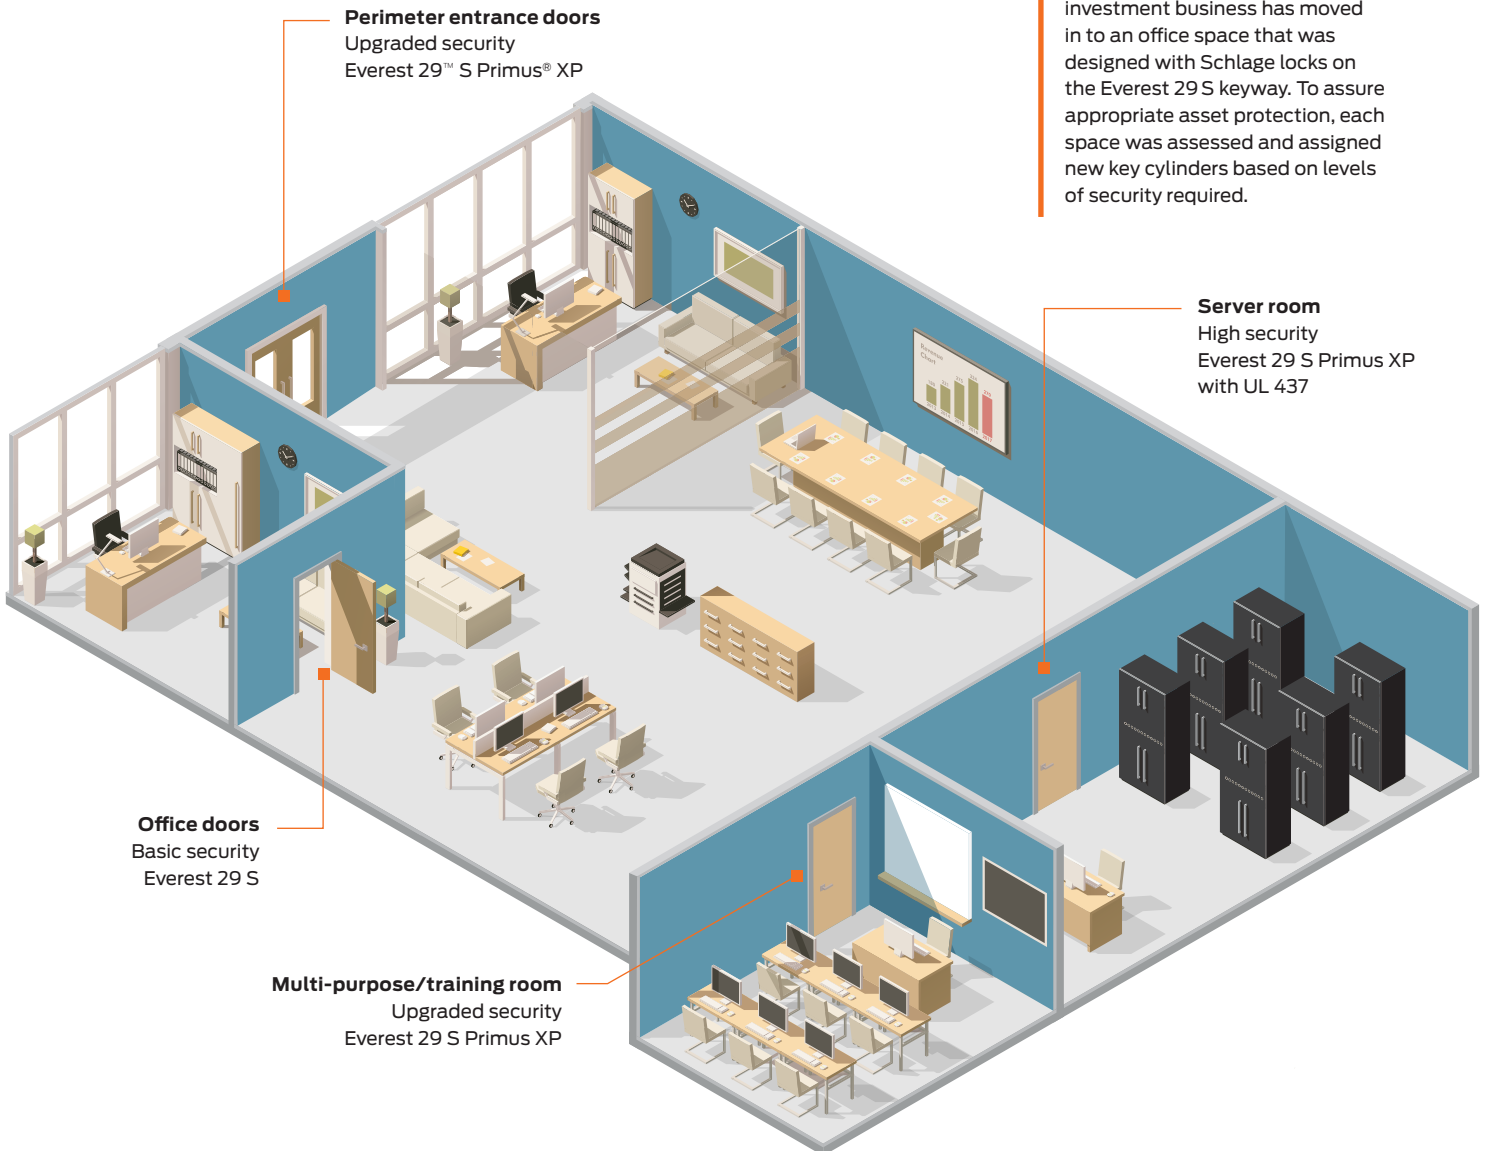 Perimeter entrance doors
Upgraded security
Everest 29™ S Primus® XP
investment business has moved
in to an office space that was
designed with Schlage locks on
the Everest 29 S keyway. To assure
appropriate asset protection, each
space was assessed and assigned
new key cylinders based on levels
of security required.
Server room
High security
Everest 29 S Primus XP
with UL 437
Revenue
Chart
Office doors
Basic security
Everest 29 S
Multi-purpose/training room
Upgraded security
Everest 29 S Primus XP